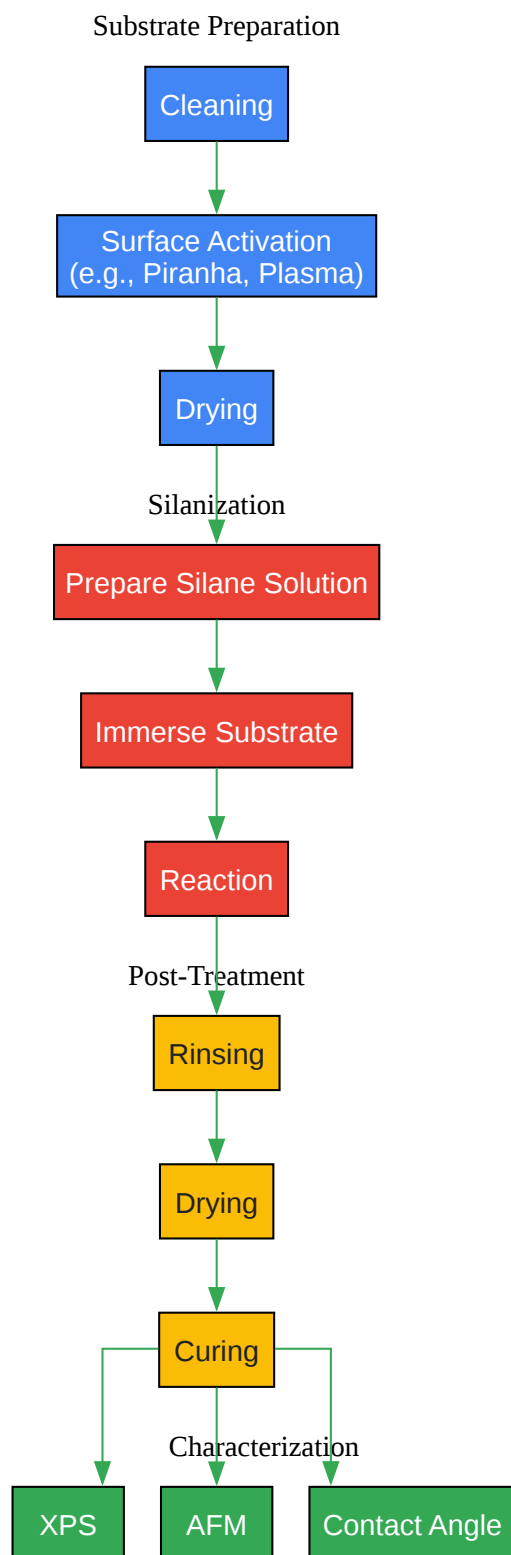 Substrate Preparation
Cleaning
Surface Activation
(e.g., Piranha, Plasma)
Drying
Silanization
Prepare Silane Solution
Immerse Substrate
Reaction
Post-Treatment
Rinsing
Drying
Curing
Characterization
XPS
AFM
Contact Angle